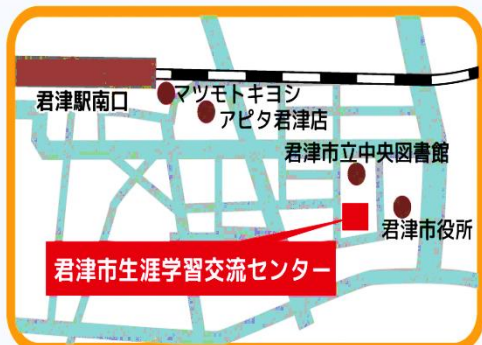 君津駅南口
マツモトキヨシ
アピタ君津店
君津市立中央図書館
君津市役所
君津市生涯学習交流センター